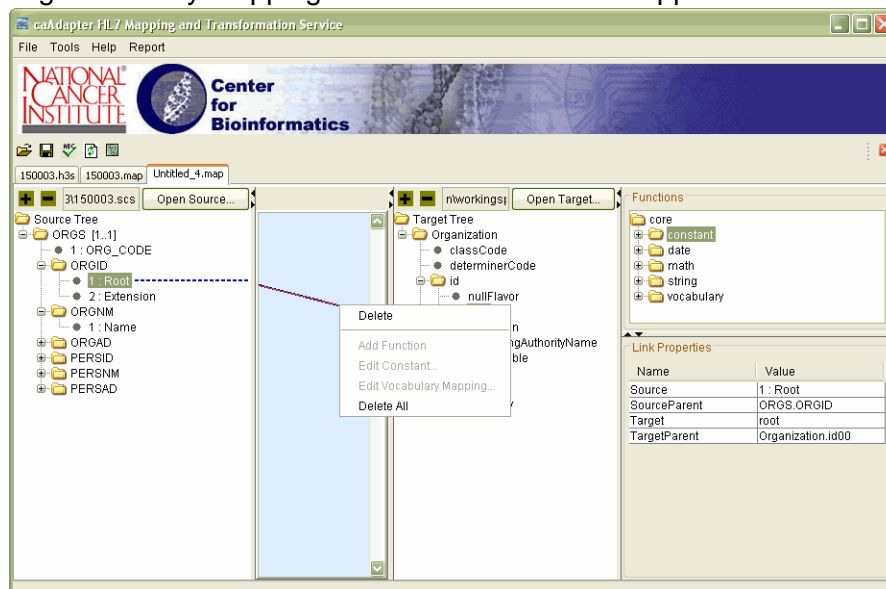 caAdapter HL7 Mapping and Transformation Service
File Tools Help Report
NATIONAL
CANCER
INSTITUTE
Center
for
Bioinformatics
150003.h3s 150003.map Untitled_4.map
3\150003.scs Open Source...
Source Tree
ORGS [1..1]
1 : ORG_CODE
ORGID
1 : Root
2 : Extension
ORGNM
1 : Name
ORGAD
PERSID
PERSNM
PERSAD
Delete
Add Function
Edit Constant...
Edit Vocabulary Mapping...
Delete All
n\workings Open Target...
Target Tree
Organization
classCode
determinerCode
id
nullFlavor
n
ngAuthorityName
ble
Functions
core
constant
date
math
string
vocabulary
Link Properties
Name Value
Source 1 : Root
SourceParent ORGS.ORGID
Target root
TargetParent Organization.id00